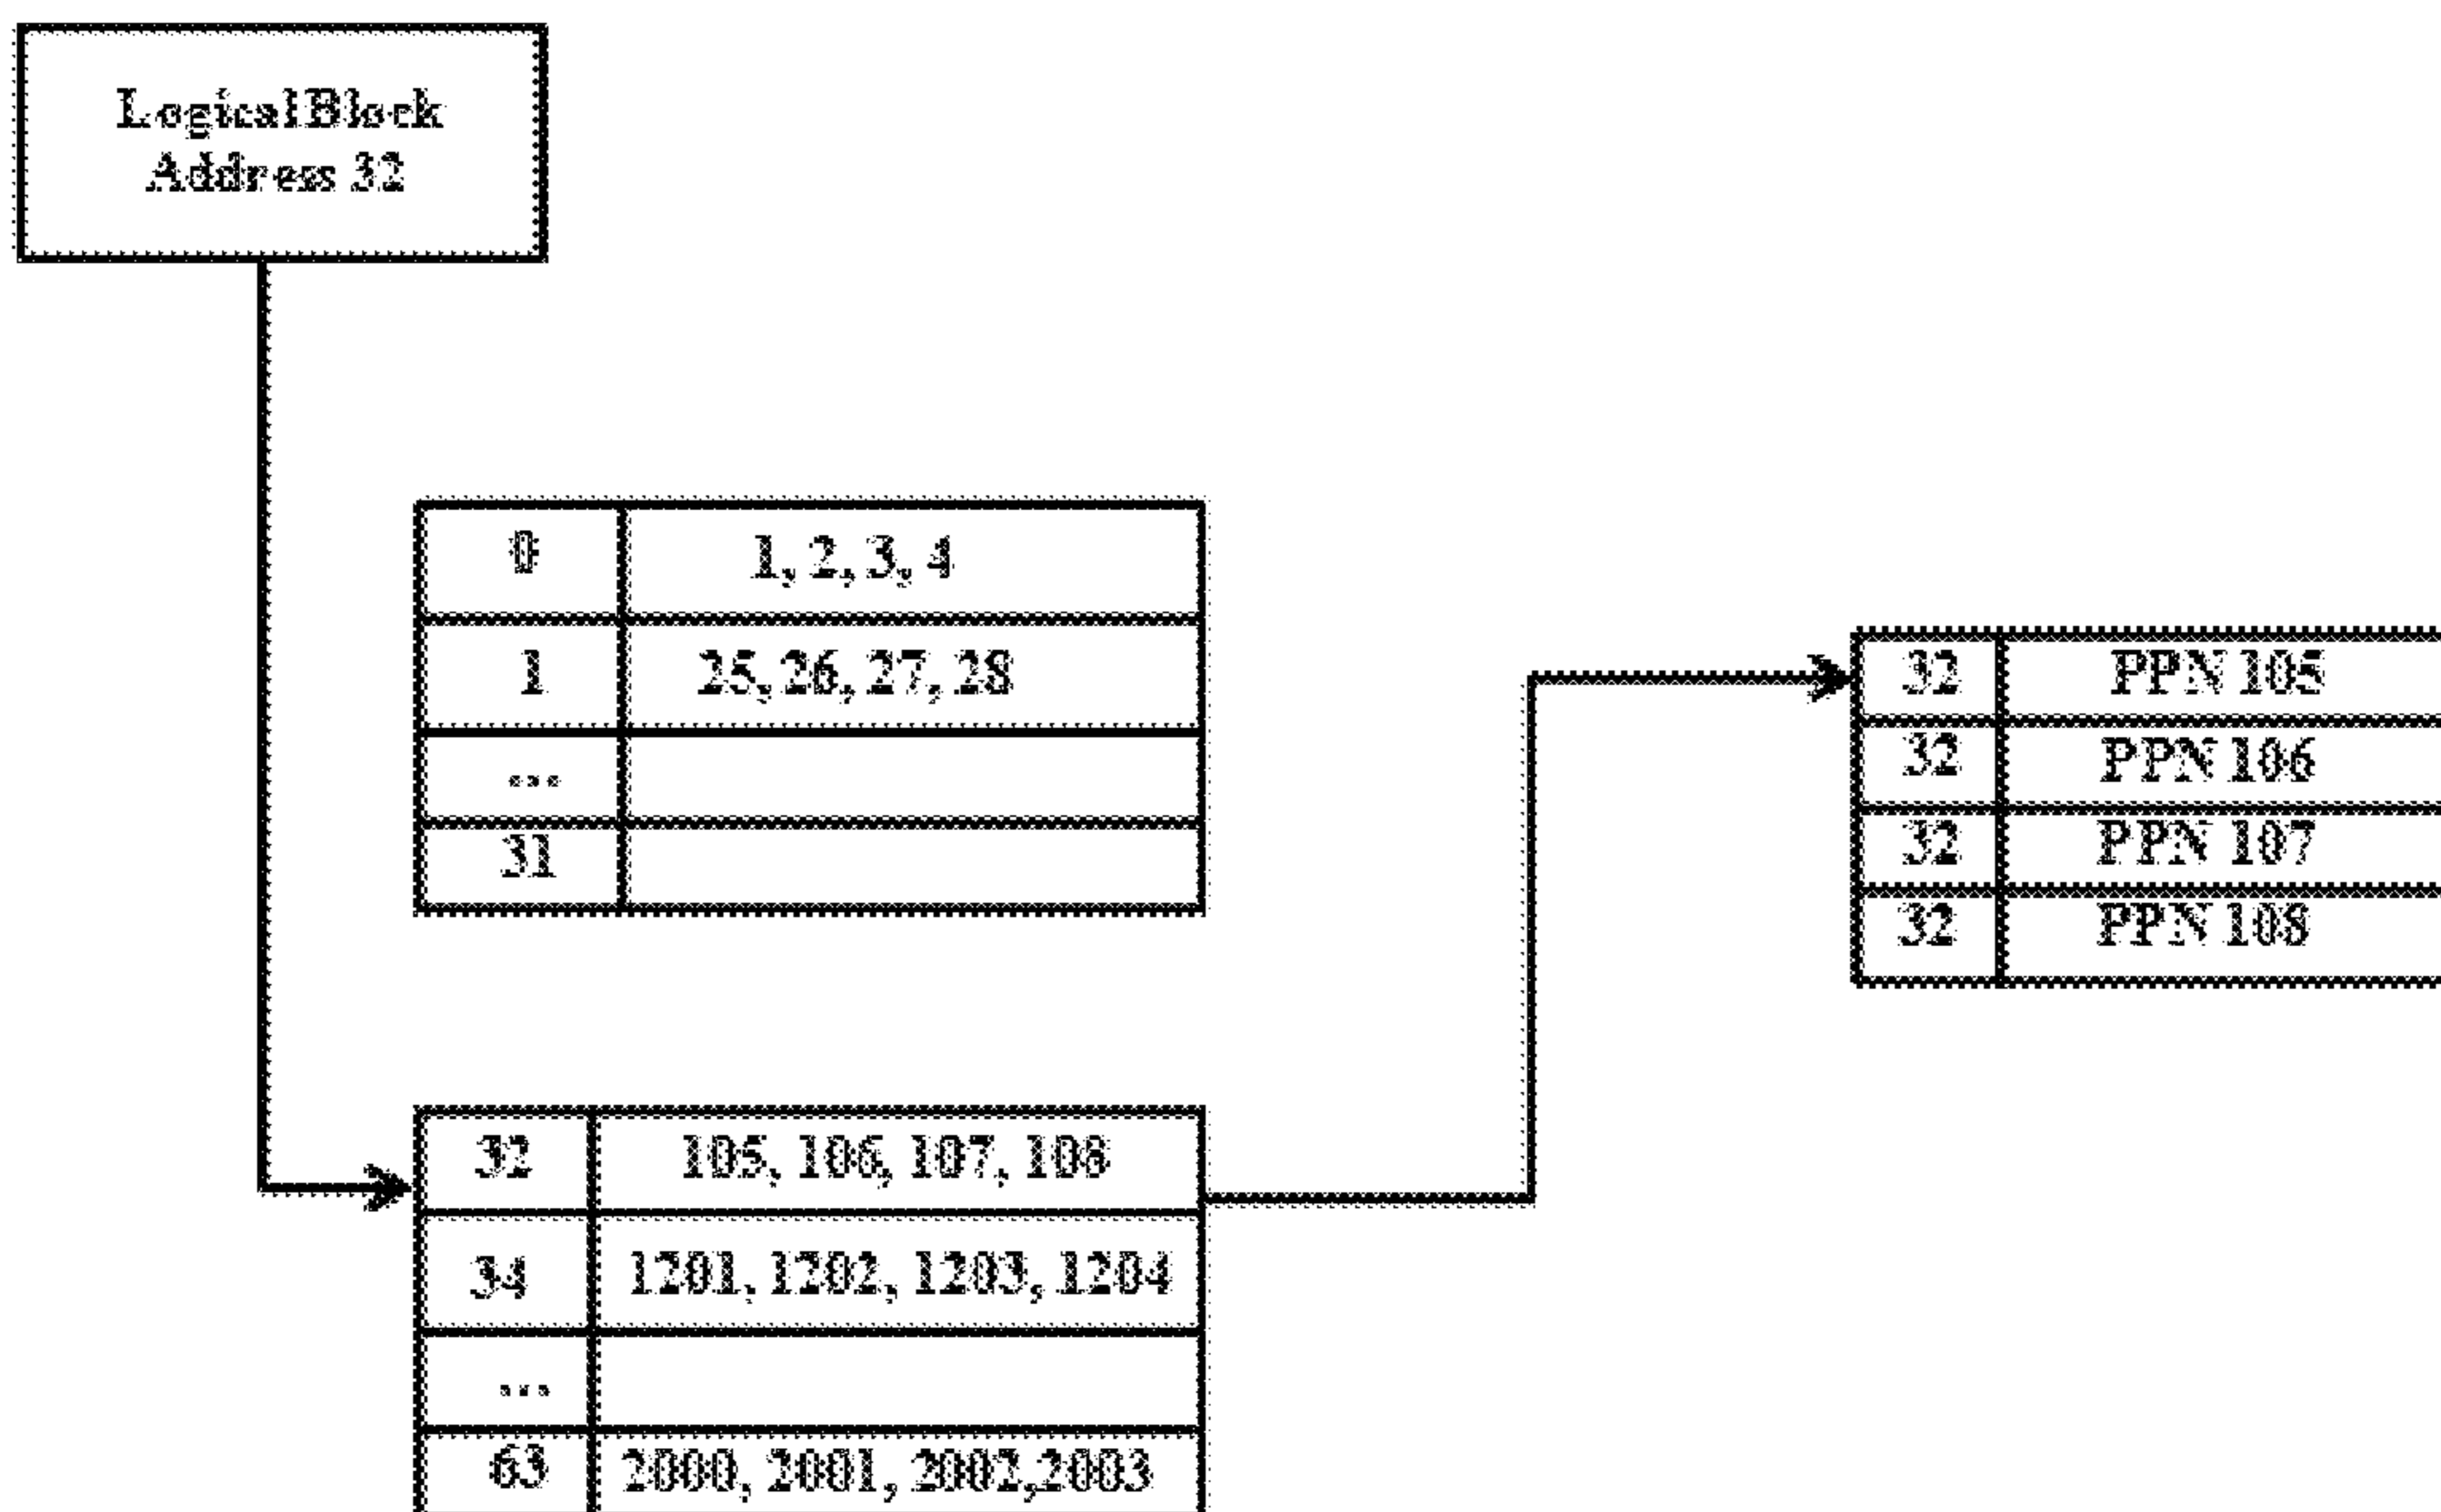 Logical Block
Address 32
0 1, 2, 3, 4
1 25, 26, 27, 28
...
31
32 PPN 105
32 PPN 106
32 PPN 107
32 PPN 108
32 105, 106, 107, 108
34 1201, 1202, 1203, 1204
...
63 2000, 2001, 2002,2003